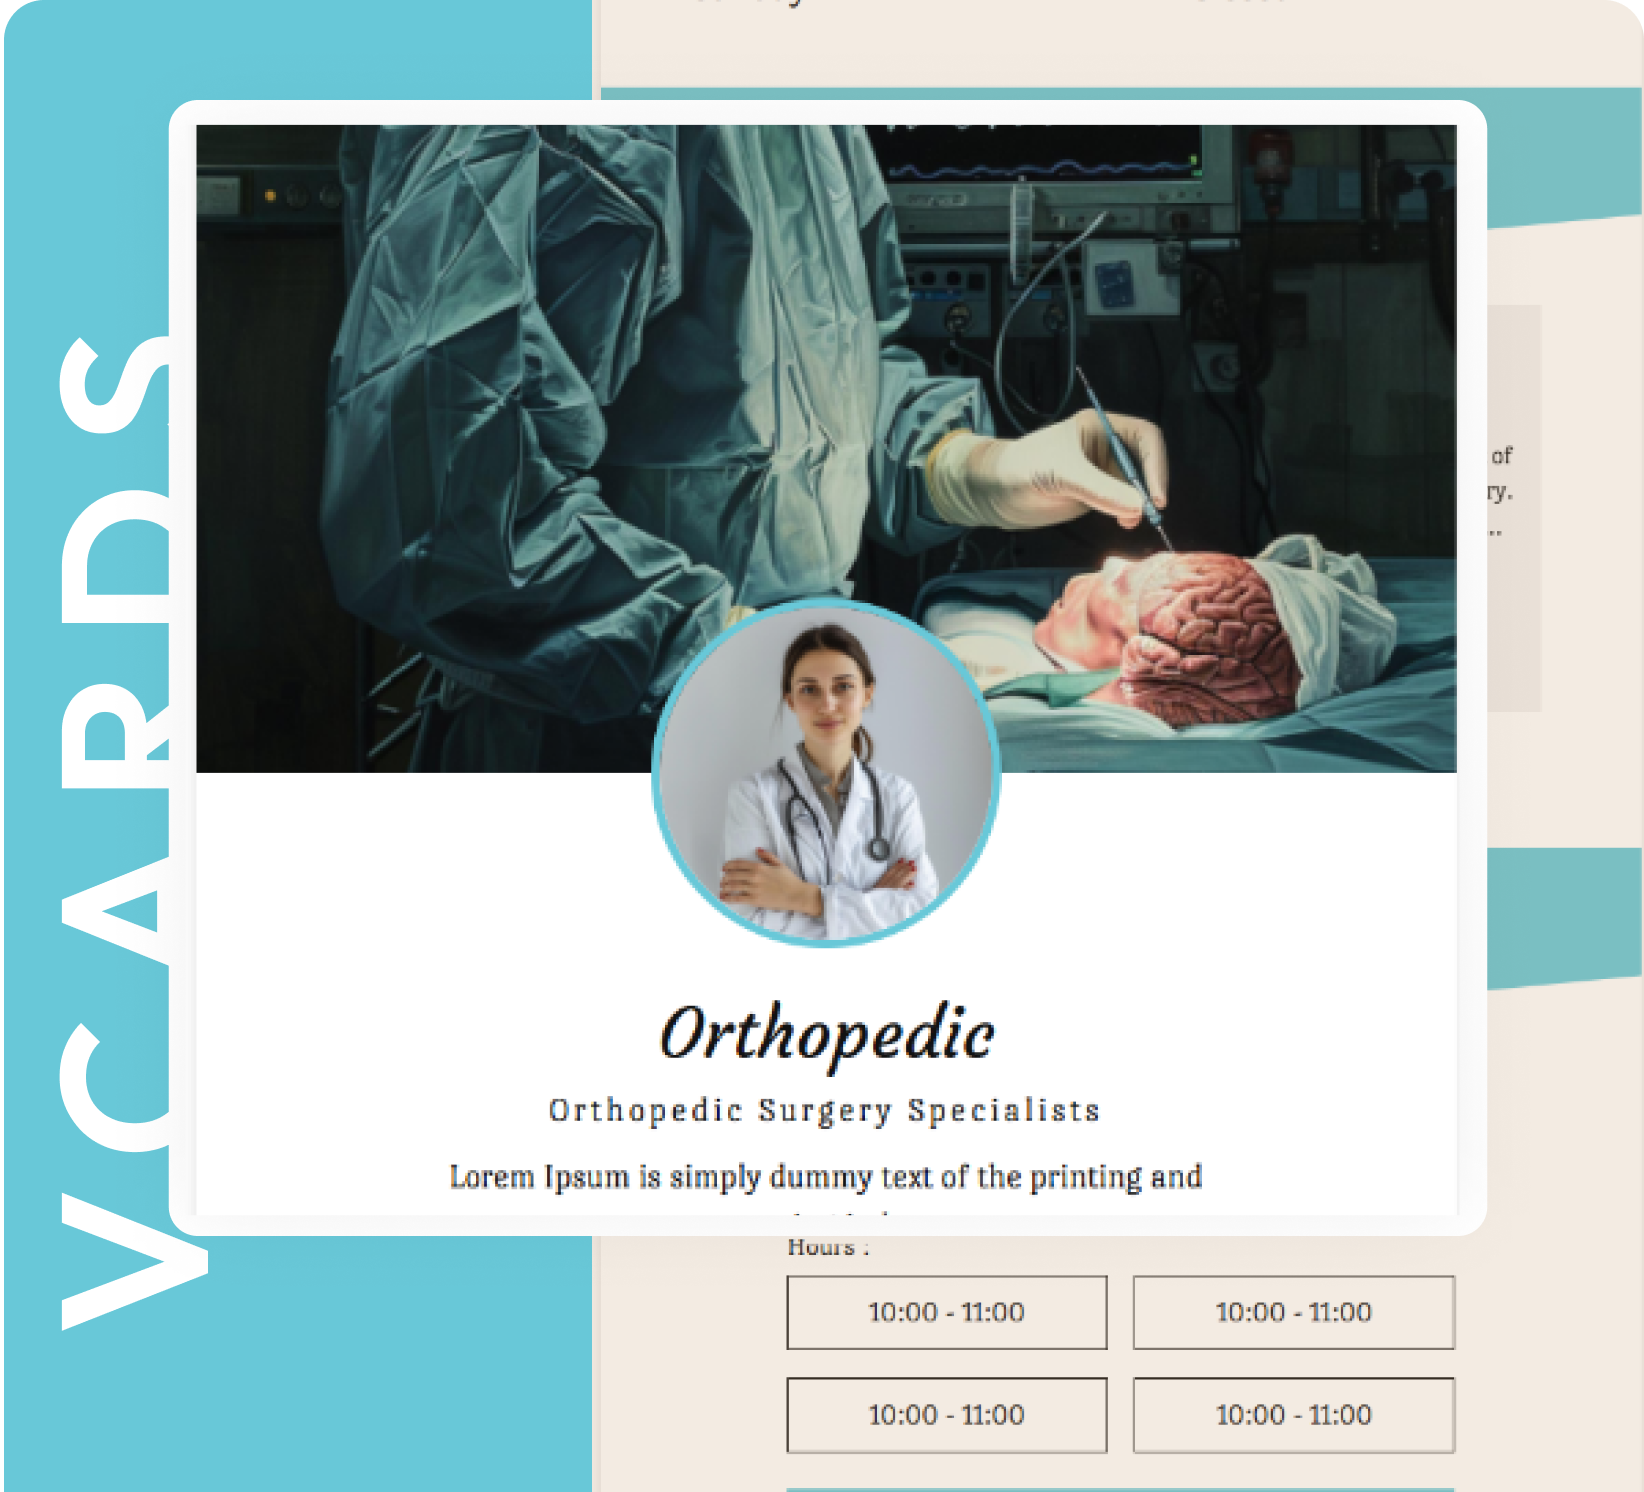 VCARDS
of
ry.
...
Orthopedic
Orthopedic Surgery Specialists
Lorem Ipsum is simply dummy text of the printing and
Hours :
10:00 - 11:00 10:00 - 11:00
10:00 - 11:00 10:00 - 11:00